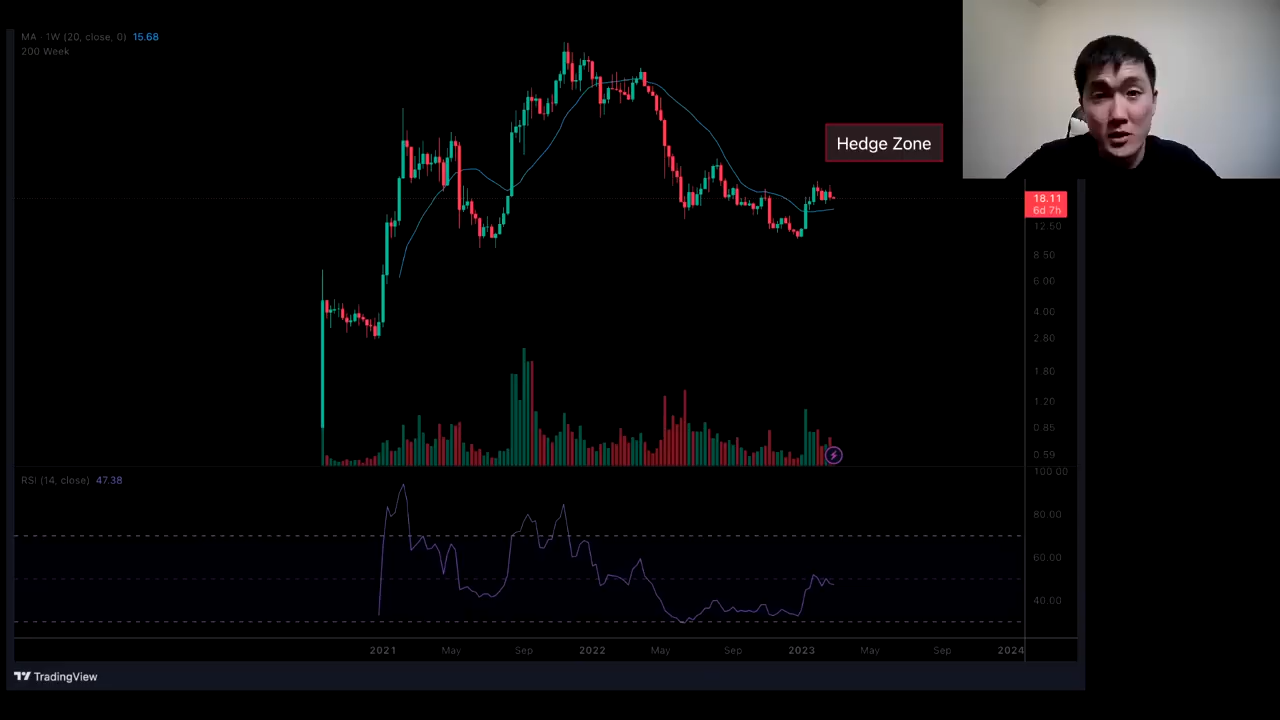 MA · 1W (20, close, 0) 15.68
200 Week
Hedge Zone
18.11
6d 7h
12.50
8.50
6.00
4.00
2.80
1.80
1.20
0.85
0.59
RSI (14, close) 47.38
100.00
80.00
60.00
40.00
2021 May Sep 2022 May Sep 2023 May Sep 2024
TradingView